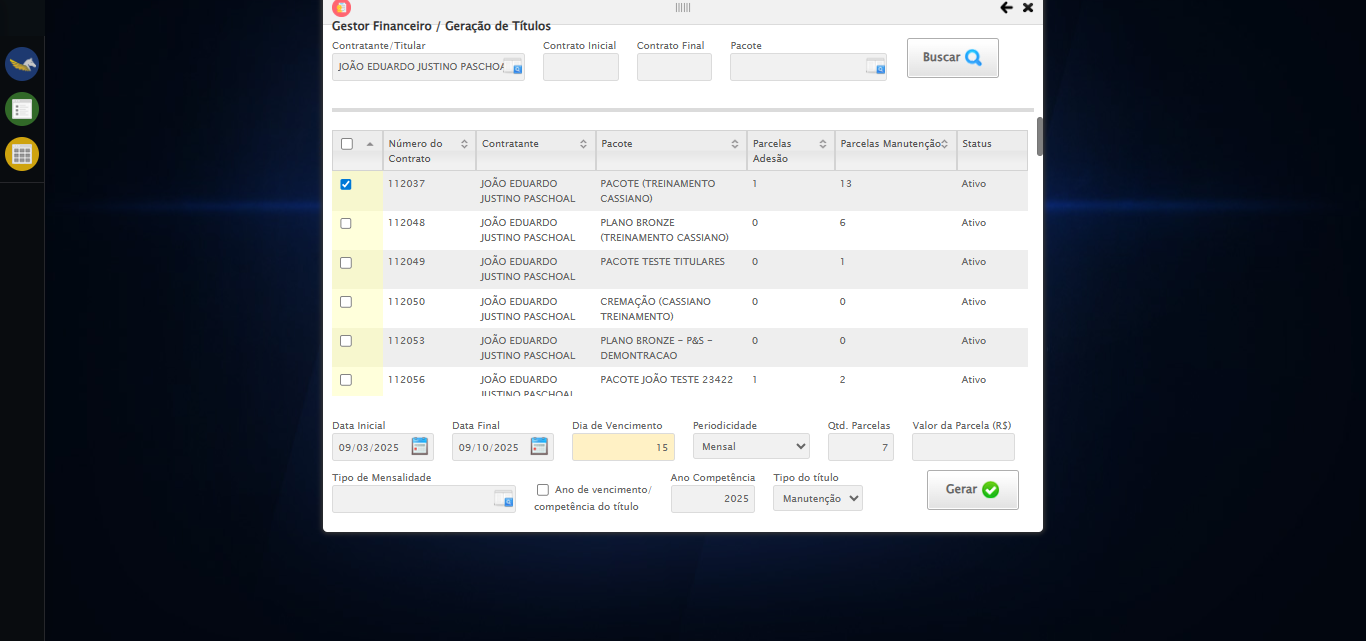 Gestor Financeiro / Geração de Títulos
Contratante/Titular Contrato Inicial Contrato Final Pacote
JOÃO EDUARDO JUSTINO PASCHOA
Buscar
Número do Contrato Contratante Pacote Parcelas Adesão Parcelas Manutenção Status
112037 JOÃO EDUARDO JUSTINO PASCHOAL PACOTE (TREINAMENTO CASSIANO) 1 13 Ativo
112048 JOÃO EDUARDO JUSTINO PASCHOAL PLANO BRONZE (TREINAMENTO CASSIANO) 0 6 Ativo
112049 JOÃO EDUARDO JUSTINO PASCHOAL PACOTE TESTE TITULARES 0 1 Ativo
112050 JOÃO EDUARDO JUSTINO PASCHOAL CREMAÇÃO (CASSIANO TREINAMENTO) 0 0 Ativo
112053 JOÃO EDUARDO JUSTINO PASCHOAL PLANO BRONZE - P&S - DEMONTRACAO 0 0 Ativo
112056 JOÃO EDUARDO JUSTINO PASCHOAL PACOTE JOÃO TESTE 23422 1 2 Ativo
Data Inicial Data Final Dia de Vencimento Periodicidade Qtd. Parcelas Valor da Parcela (R$)
09/03/2025 09/10/2025 15 Mensal 7
Tipo de Mensalidade Ano de vencimento/ competência do título Ano Competência Tipo do título
2025 Manutenção
Gerar